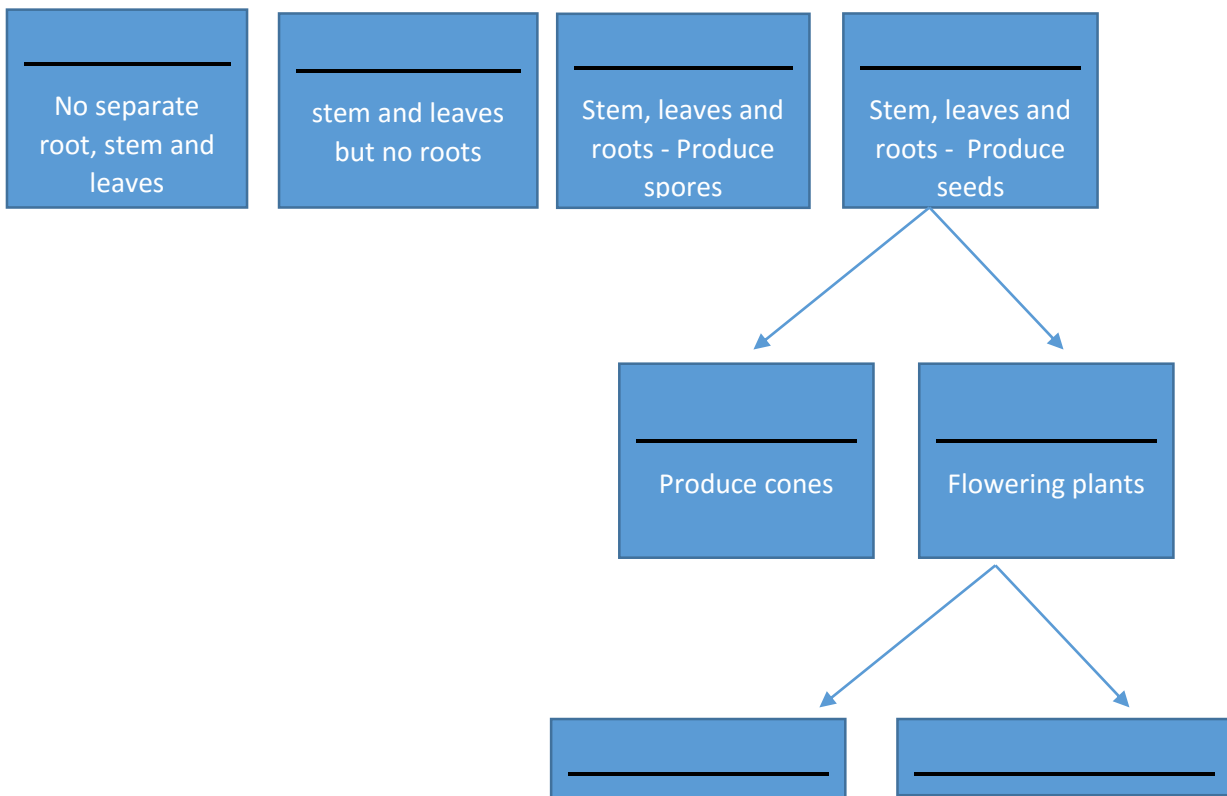 No separate
root, stem and
leaves
stem and leaves
but no roots
Stem, leaves and
roots - Produce
spores
Stem, leaves and
roots -  Produce
seeds
Produce cones
Flowering plants